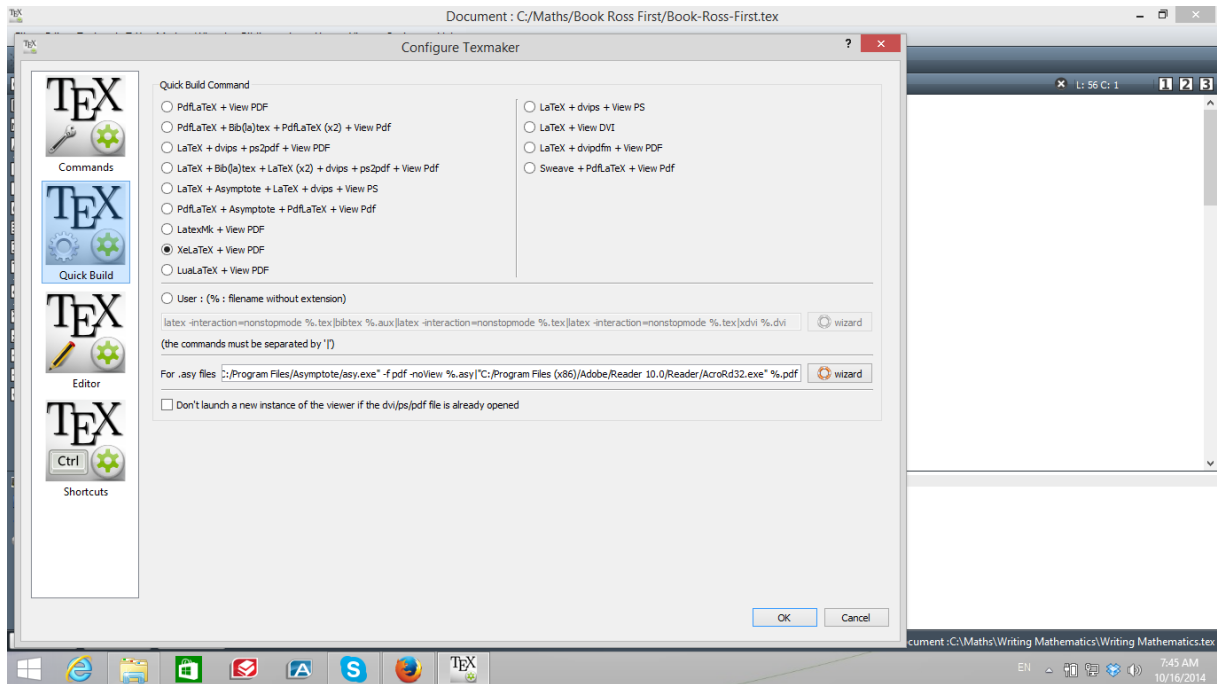 TEX
Document : C:/Maths/Book Ross First/Book-Ross-First.tex
TEX
Configure Texmaker
?
L: 56 C: 1
1 2 3
TEX
Commands
TEX
Quick Build
TEX
Editor
TEX
Ctrl
Shortcuts
Quick Build Command
PdfLaTeX + View PDF
PdfLaTeX + Bib(la)tex + PdfLaTeX (x2) + View Pdf
LaTeX + dvips + ps2pdf + View PDF
LaTeX + Bib(la)tex + LaTeX (x2) + dvips + ps2pdf + View Pdf
LaTeX + Asymptote + LaTeX + dvips + View PS
PdfLaTeX + Asymptote + PdfLaTeX + View Pdf
LatexMk + View PDF
XeLaTeX + View PDF
LuaLaTeX + View PDF
LaTeX + dvips + View PS
LaTeX + View DVI
LaTeX + dvipdfm + View PDF
Sweave + PdfLaTeX + View Pdf
User : (% : filename without extension)
latex -interaction=nonstopmode %.tex|bibtex %.aux|latex -interaction=nonstopmode %.tex|latex -interaction=nonstopmode %.tex|xdvi %.dvi
wizard
(the commands must be separated by '|')
For .asy files
:/Program Files/Asymptote/asy.exe" -f pdf -noView %.asy|"C:/Program Files (x86)/Adobe/Reader 10.0/Reader/AcroRd32.exe" %.pdf
wizard
Don't launch a new instance of the viewer if the dvi/ps/pdf file is already opened
OK
Cancel
cument :C:\Maths\Writing Mathematics\Writing Mathematics.tex
TEX
EN
7:45 AM
10/16/2014